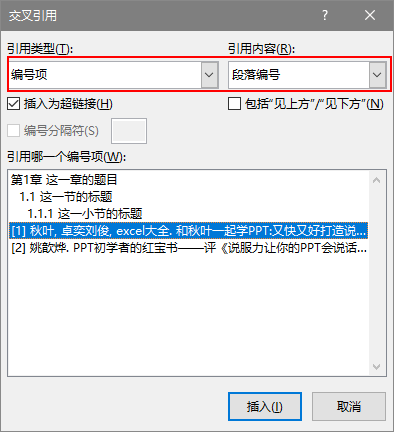 交叉引用
引用类型(T):
引用内容(R):
编号项
段落编号
插入为超链接(H)
包括“见上方”/“见下方”(N)
编号分隔符(S)
引用哪一个编号项(W):
第1章 这一章的题目
1.1 这一节的标题
1.1.1 这一小节的标题
[1] 秋叶, 卓奕刘俊, excel大全. 和秋叶一起学PPT:又快又好打造说...
[2] 姚歆烨. PPT初学者的红宝书——评《说服力让你的PPT会说话...
插入(I)
取消